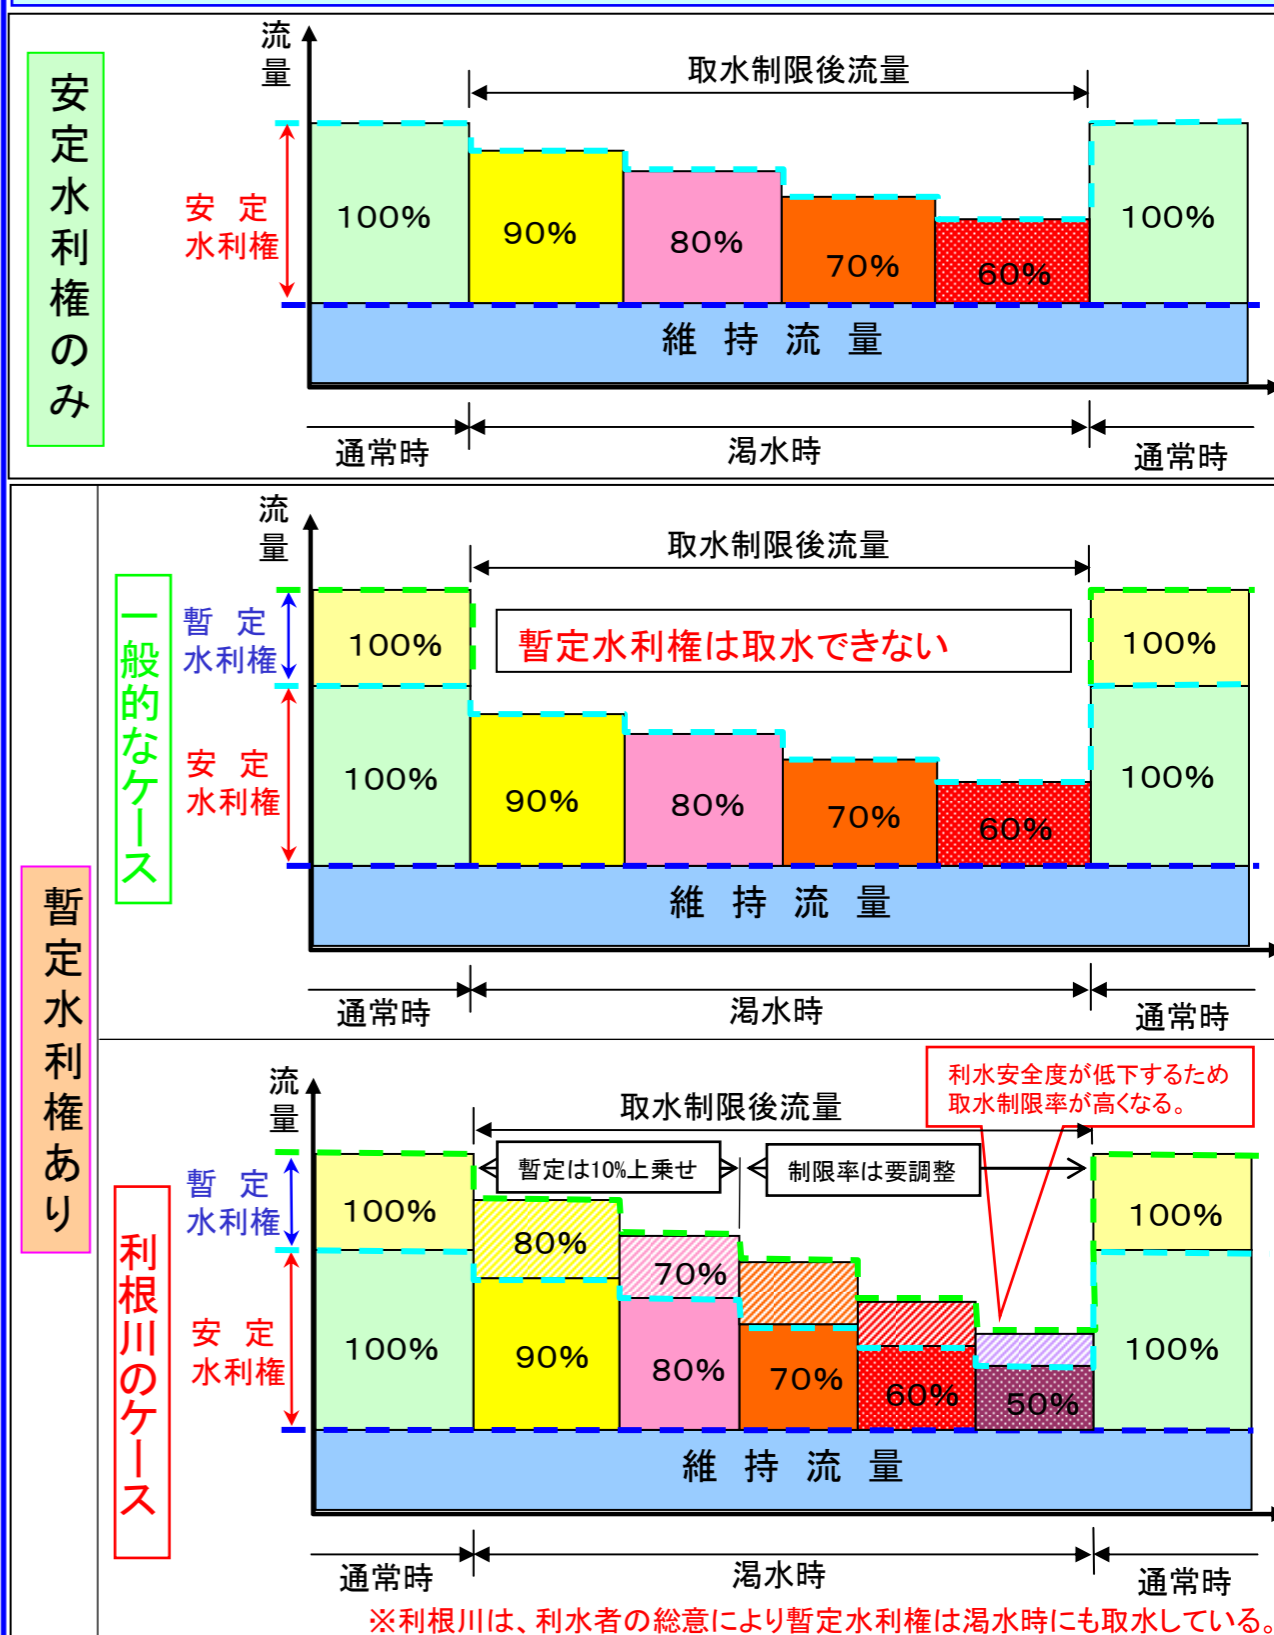 安定水利権のみ
流量
取水制限後流量
安 定
水利権
100%
90%
80%
70%
60%
100%
維 持 流 量
通常時
渇水時
通常時
暫定水利権あり
一般的なケース
流量
取水制限後流量
暫 定
水利権
100%
暫定水利権は取水できない
100%
安 定
水利権
100%
90%
80%
70%
60%
100%
維 持 流 量
通常時
渇水時
通常時
利根川のケース
流量
取水制限後流量
利水安全度が低下するため
取水制限率が高くなる。
暫定は10%上乗せ
制限率は要調整
暫 定
水利権
100%
80%
70%
100%
安 定
水利権
100%
90%
80%
70%
60%
50%
100%
維 持 流 量
通常時
渇水時
通常時
※利根川は、利水者の総意により暫定水利権は渇水時にも取水している。